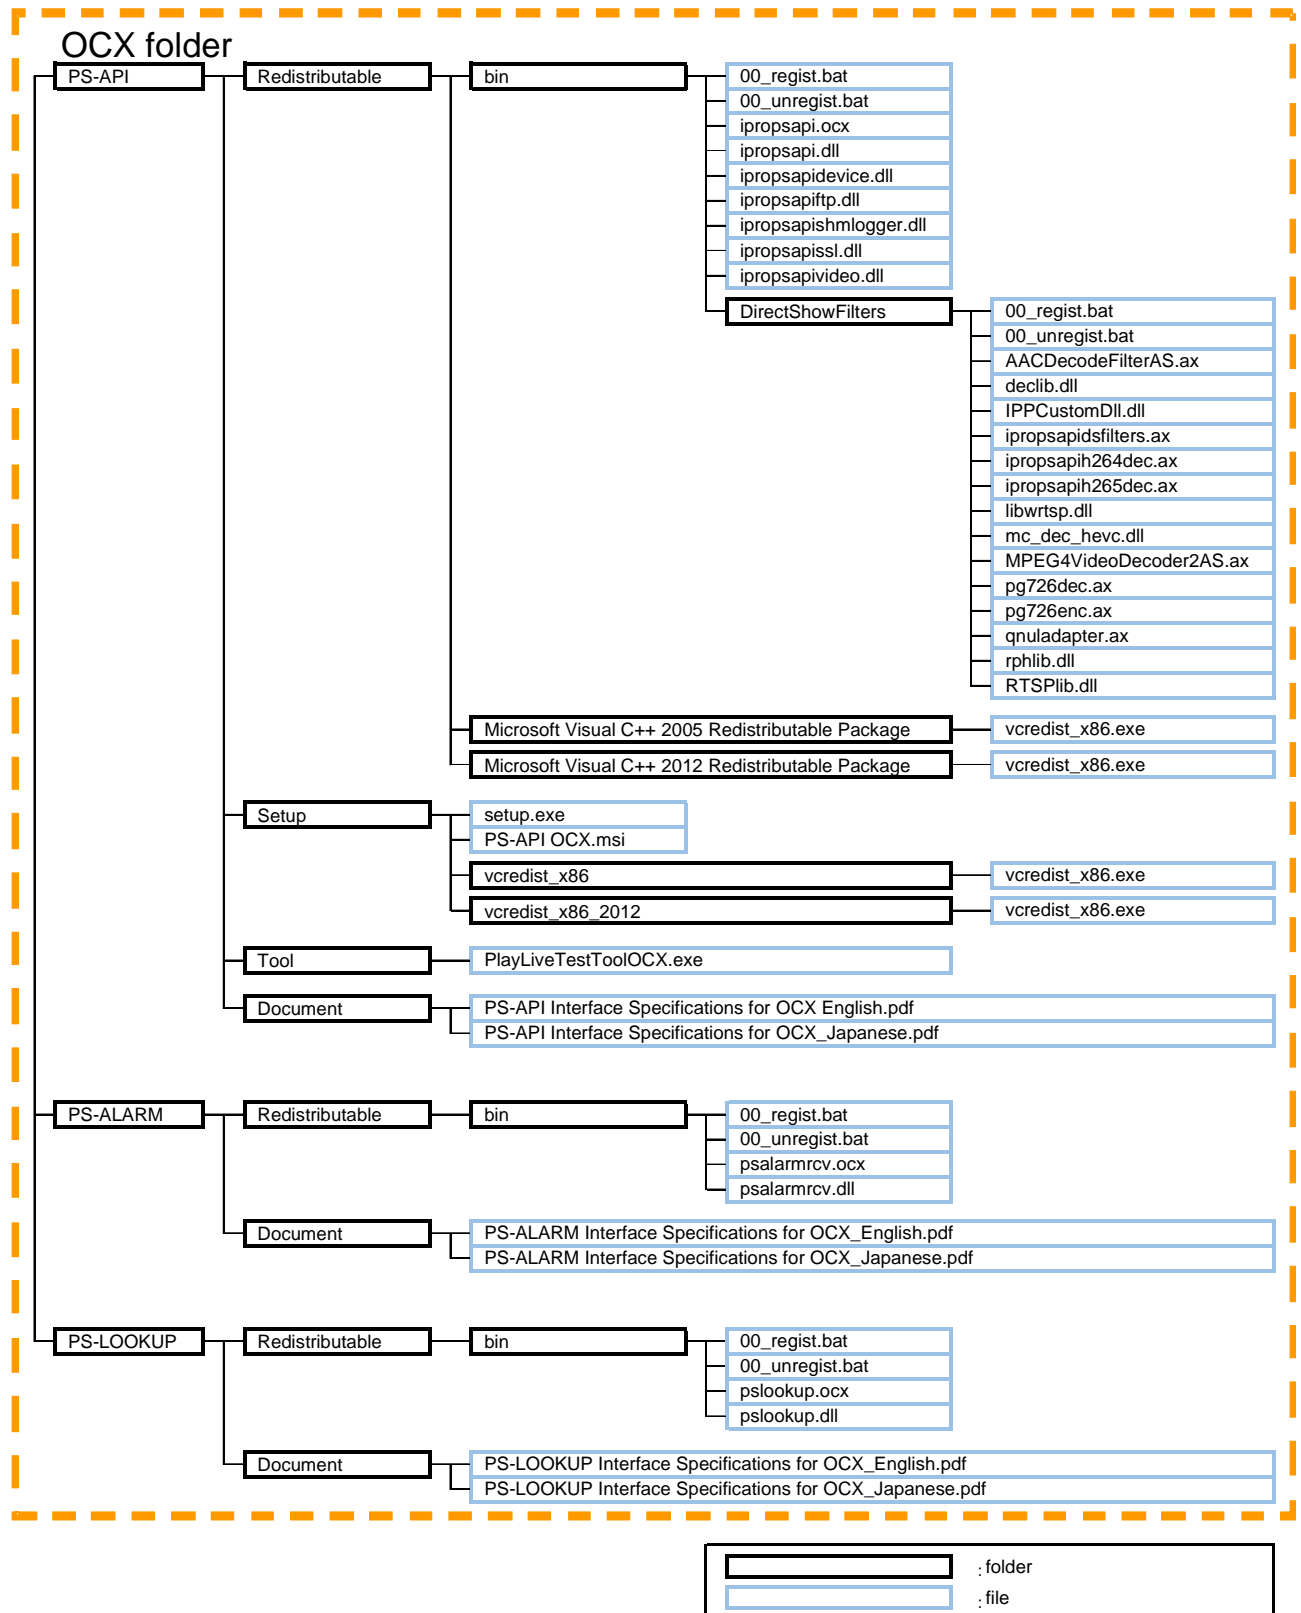 OCX folder
PS-API
Redistributable
bin
00_regist.bat
00_unregist.bat
ipropsapi.ocx
ipropsapi.dll
ipropsapidevice.dll
ipropsapiftp.dll
ipropsapishmlogger.dll
ipropsapissl.dll
ipropsapivideo.dll
DirectShowFilters
00_regist.bat
00_unregist.bat
AACDecodeFilterAS.ax
declib.dll
IPPCustomDll.dll
ipropsapidsfilters.ax
ipropsapih264dec.ax
ipropsapih265dec.ax
libwrtsp.dll
mc_dec_hevc.dll
MPEG4VideoDecoder2AS.ax
pg726dec.ax
pg726enc.ax
qnuladapter.ax
rphlib.dll
RTSPlib.dll
Microsoft Visual C++ 2005 Redistributable Package
vcredist_x86.exe
Microsoft Visual C++ 2012 Redistributable Package
vcredist_x86.exe
Setup
setup.exe
PS-API OCX.msi
vcredist_x86
vcredist_x86.exe
vcredist_x86_2012
vcredist_x86.exe
Tool
PlayLiveTestToolOCX.exe
Document
PS-API Interface Specifications for OCX English.pdf
PS-API Interface Specifications for OCX_Japanese.pdf
PS-ALARM
Redistributable
bin
00_regist.bat
00_unregist.bat
psalarmrcv.ocx
psalarmrcv.dll
Document
PS-ALARM Interface Specifications for OCX_English.pdf
PS-ALARM Interface Specifications for OCX_Japanese.pdf
PS-LOOKUP
Redistributable
bin
00_regist.bat
00_unregist.bat
pslookup.ocx
pslookup.dll
Document
PS-LOOKUP Interface Specifications for OCX_English.pdf
PS-LOOKUP Interface Specifications for OCX_Japanese.pdf
: folder
: file